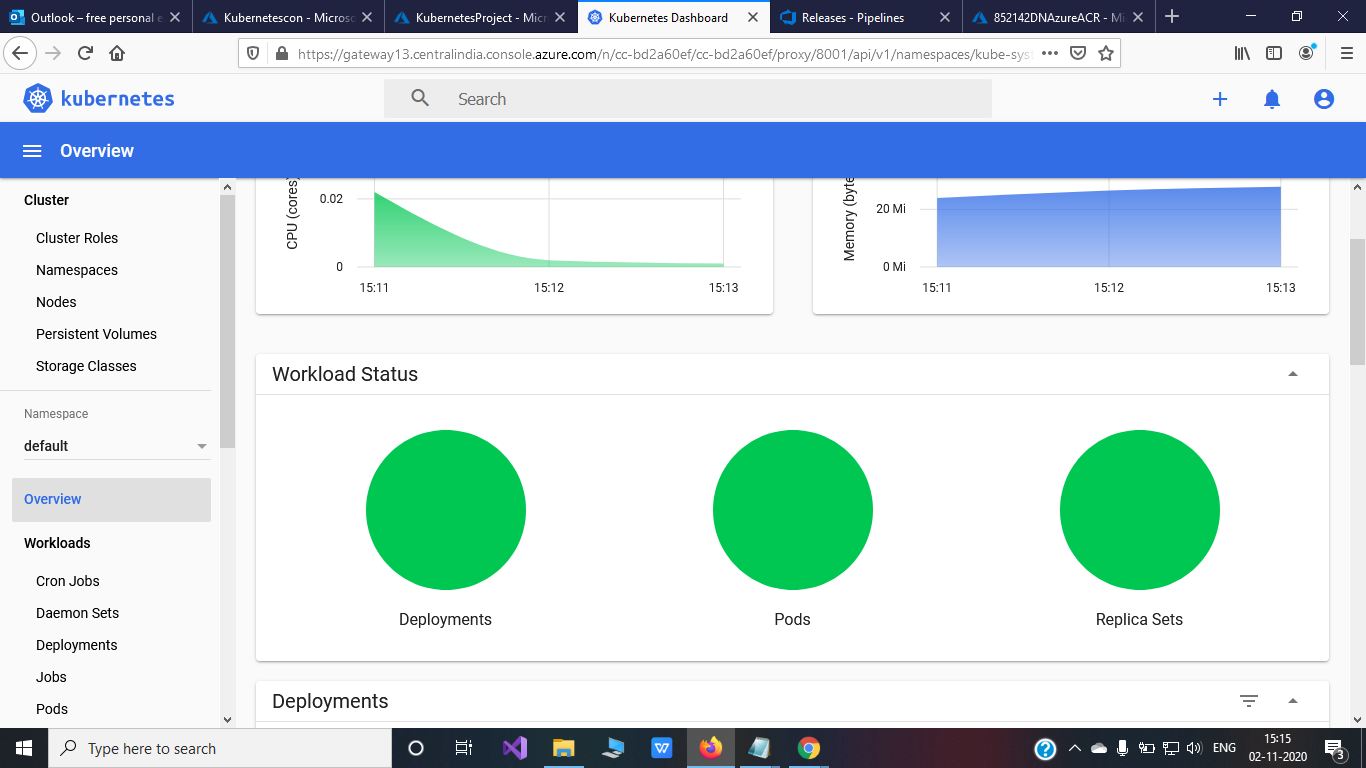 Outlook – free personal e
Kubernetescon - Microso
KubernetesProject - Micr
Kubernetes Dashboard
Releases - Pipelines
852142DNAzureACR - Mi
https://gateway13.centralindia.console.azure.com/n/cc-bd2a60ef/cc-bd2a60ef/proxy/8001/api/v1/namespaces/kube-sys
kubernetes
Search
Overview
Cluster
Cluster Roles
Namespaces
Nodes
Persistent Volumes
Storage Classes
Namespace
default
Overview
Workloads
Cron Jobs
Daemon Sets
Deployments
Jobs
Pods
CPU (cores)
0.02
0
15:11
15:12
15:13
Memory (byte
20 Mi
0 Mi
15:11
15:12
15:13
Workload Status
Deployments
Pods
Replica Sets
Deployments
Type here to search
ENG
15:15
02-11-2020
3